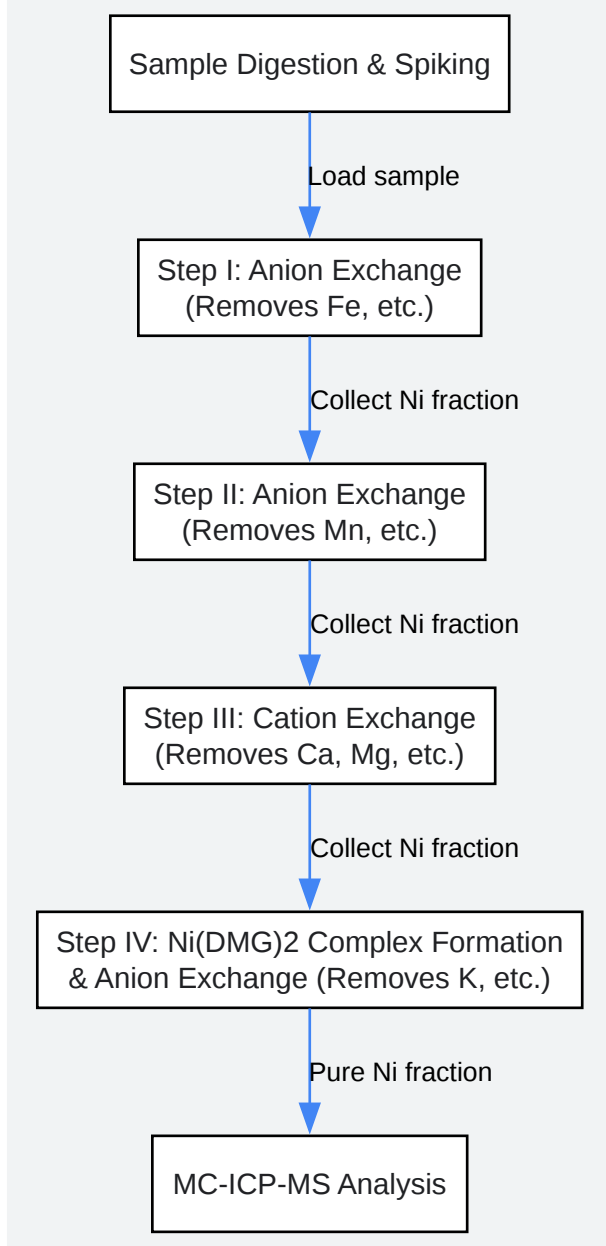 Sample Digestion & Spiking
Load sample
Step I: Anion Exchange
(Removes Fe, etc.)
Collect Ni fraction
Step II: Anion Exchange
(Removes Mn, etc.)
Collect Ni fraction
Step III: Cation Exchange
(Removes Ca, Mg, etc.)
Collect Ni fraction
Step IV: Ni(DMG)2 Complex Formation
& Anion Exchange (Removes K, etc.)
Pure Ni fraction
MC-ICP-MS Analysis